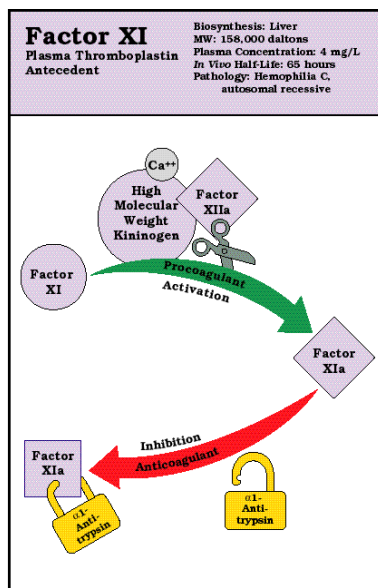 Factor XI
Plasma Thromboplastin
Antecedent
Biosynthesis: Liver
MW: 158,000 daltons
Plasma Concentration: 4 mg/L
In Vivo Half-Life: 65 hours
Pathology: Hemophilia C,
autosomal recessive
Ca++
High
Molecular
Weight
Kininogen
Factor
XIIa
Factor
XI
Procoagulant
Activation
Factor
XIa
Inhibition
Anticoagulant
Factor
XIa
α1-
Anti-
trypsin
α1-
Anti-
trypsin